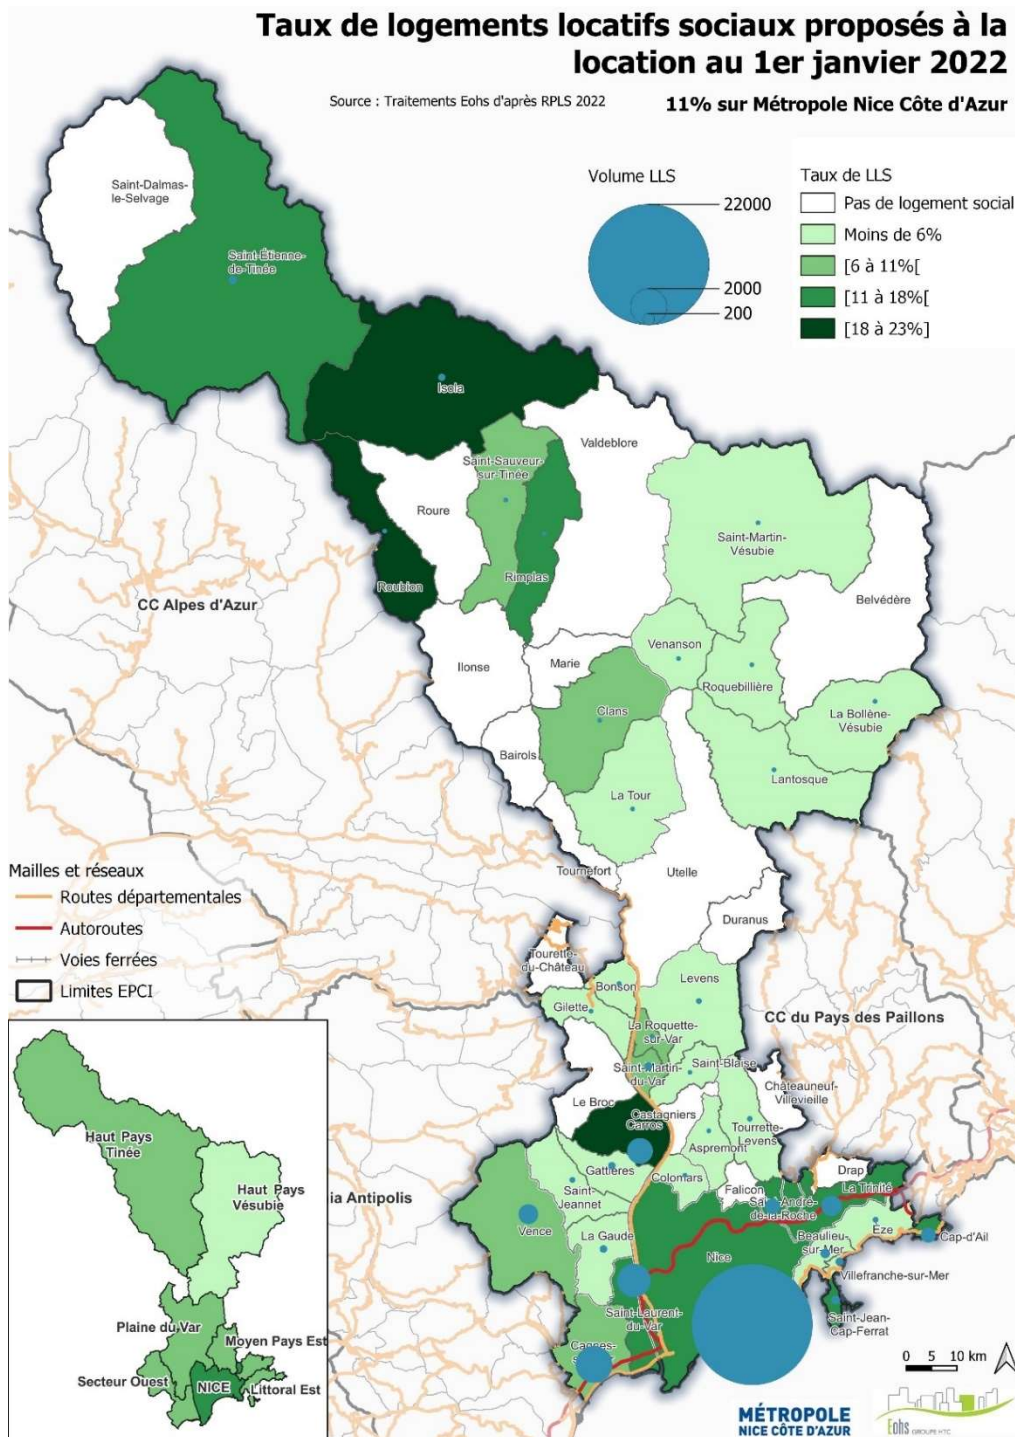 Taux de logements locatifs sociaux proposés à la
location au 1er janvier 2022
Source : Traitements Eohs d'après RPLS 2022
11% sur Métropole Nice Côte d'Azur
Volume LLS
22000
2000
200
Taux de LLS
Pas de logement social
Moins de 6%
[6 à 11%[
[11 à 18%[
[18 à 23%]
Saint-Dalmas-
le-Selvage
Saint-Étienne-
de-Tinée
Isola
Valdeblore
Saint-Sauveur-
sur-Tinée
Roure
Saint-Martin-
Vésubie
Roubion
Rimplas
CC Alpes d'Azur
Belvédère
Venanson
Ilonse
Marie
Roquebillière
Clans
La Bollène-
Vésubie
Bairols
Lantosque
La Tour
Tournefort
Utelle
Duranus
Mailles et réseaux
Routes départementales
Autoroutes
Voies ferrées
Limites EPCI
Tourette-
du-Château
Bonson
Levens
Gilette
CC du Pays des Paillons
La Roquette-
sur-Var
Saint-Martin-
du-Var
Saint-Blaise
Châteauneuf-
Villevieille
Le Broc
Castagniers
Carros
Tourrette-
Levens
Aspremont
Gattières
Colomars
Drap
Falicon
La Trinité
Saint-André-
de-la-Roche
Saint-
Jeannet
Vence
La Gaude
Nice
Eze
Beaulieu-
sur-Mer
Cap-d'Ail
Villefranche-sur-Mer
Saint-Laurent-
du-Var
Saint-Jean-
Cap-Ferrat
ia Antipolis
Haut Pays
Tinée
Haut Pays
Vésubie
Plaine du Var
Moyen Pays Est
Secteur Ouest
NICE
Littoral Est
0 5 10 km
MÉTROPOLE
NICE CÔTE D'AZUR
Eohs GROUPE HTC